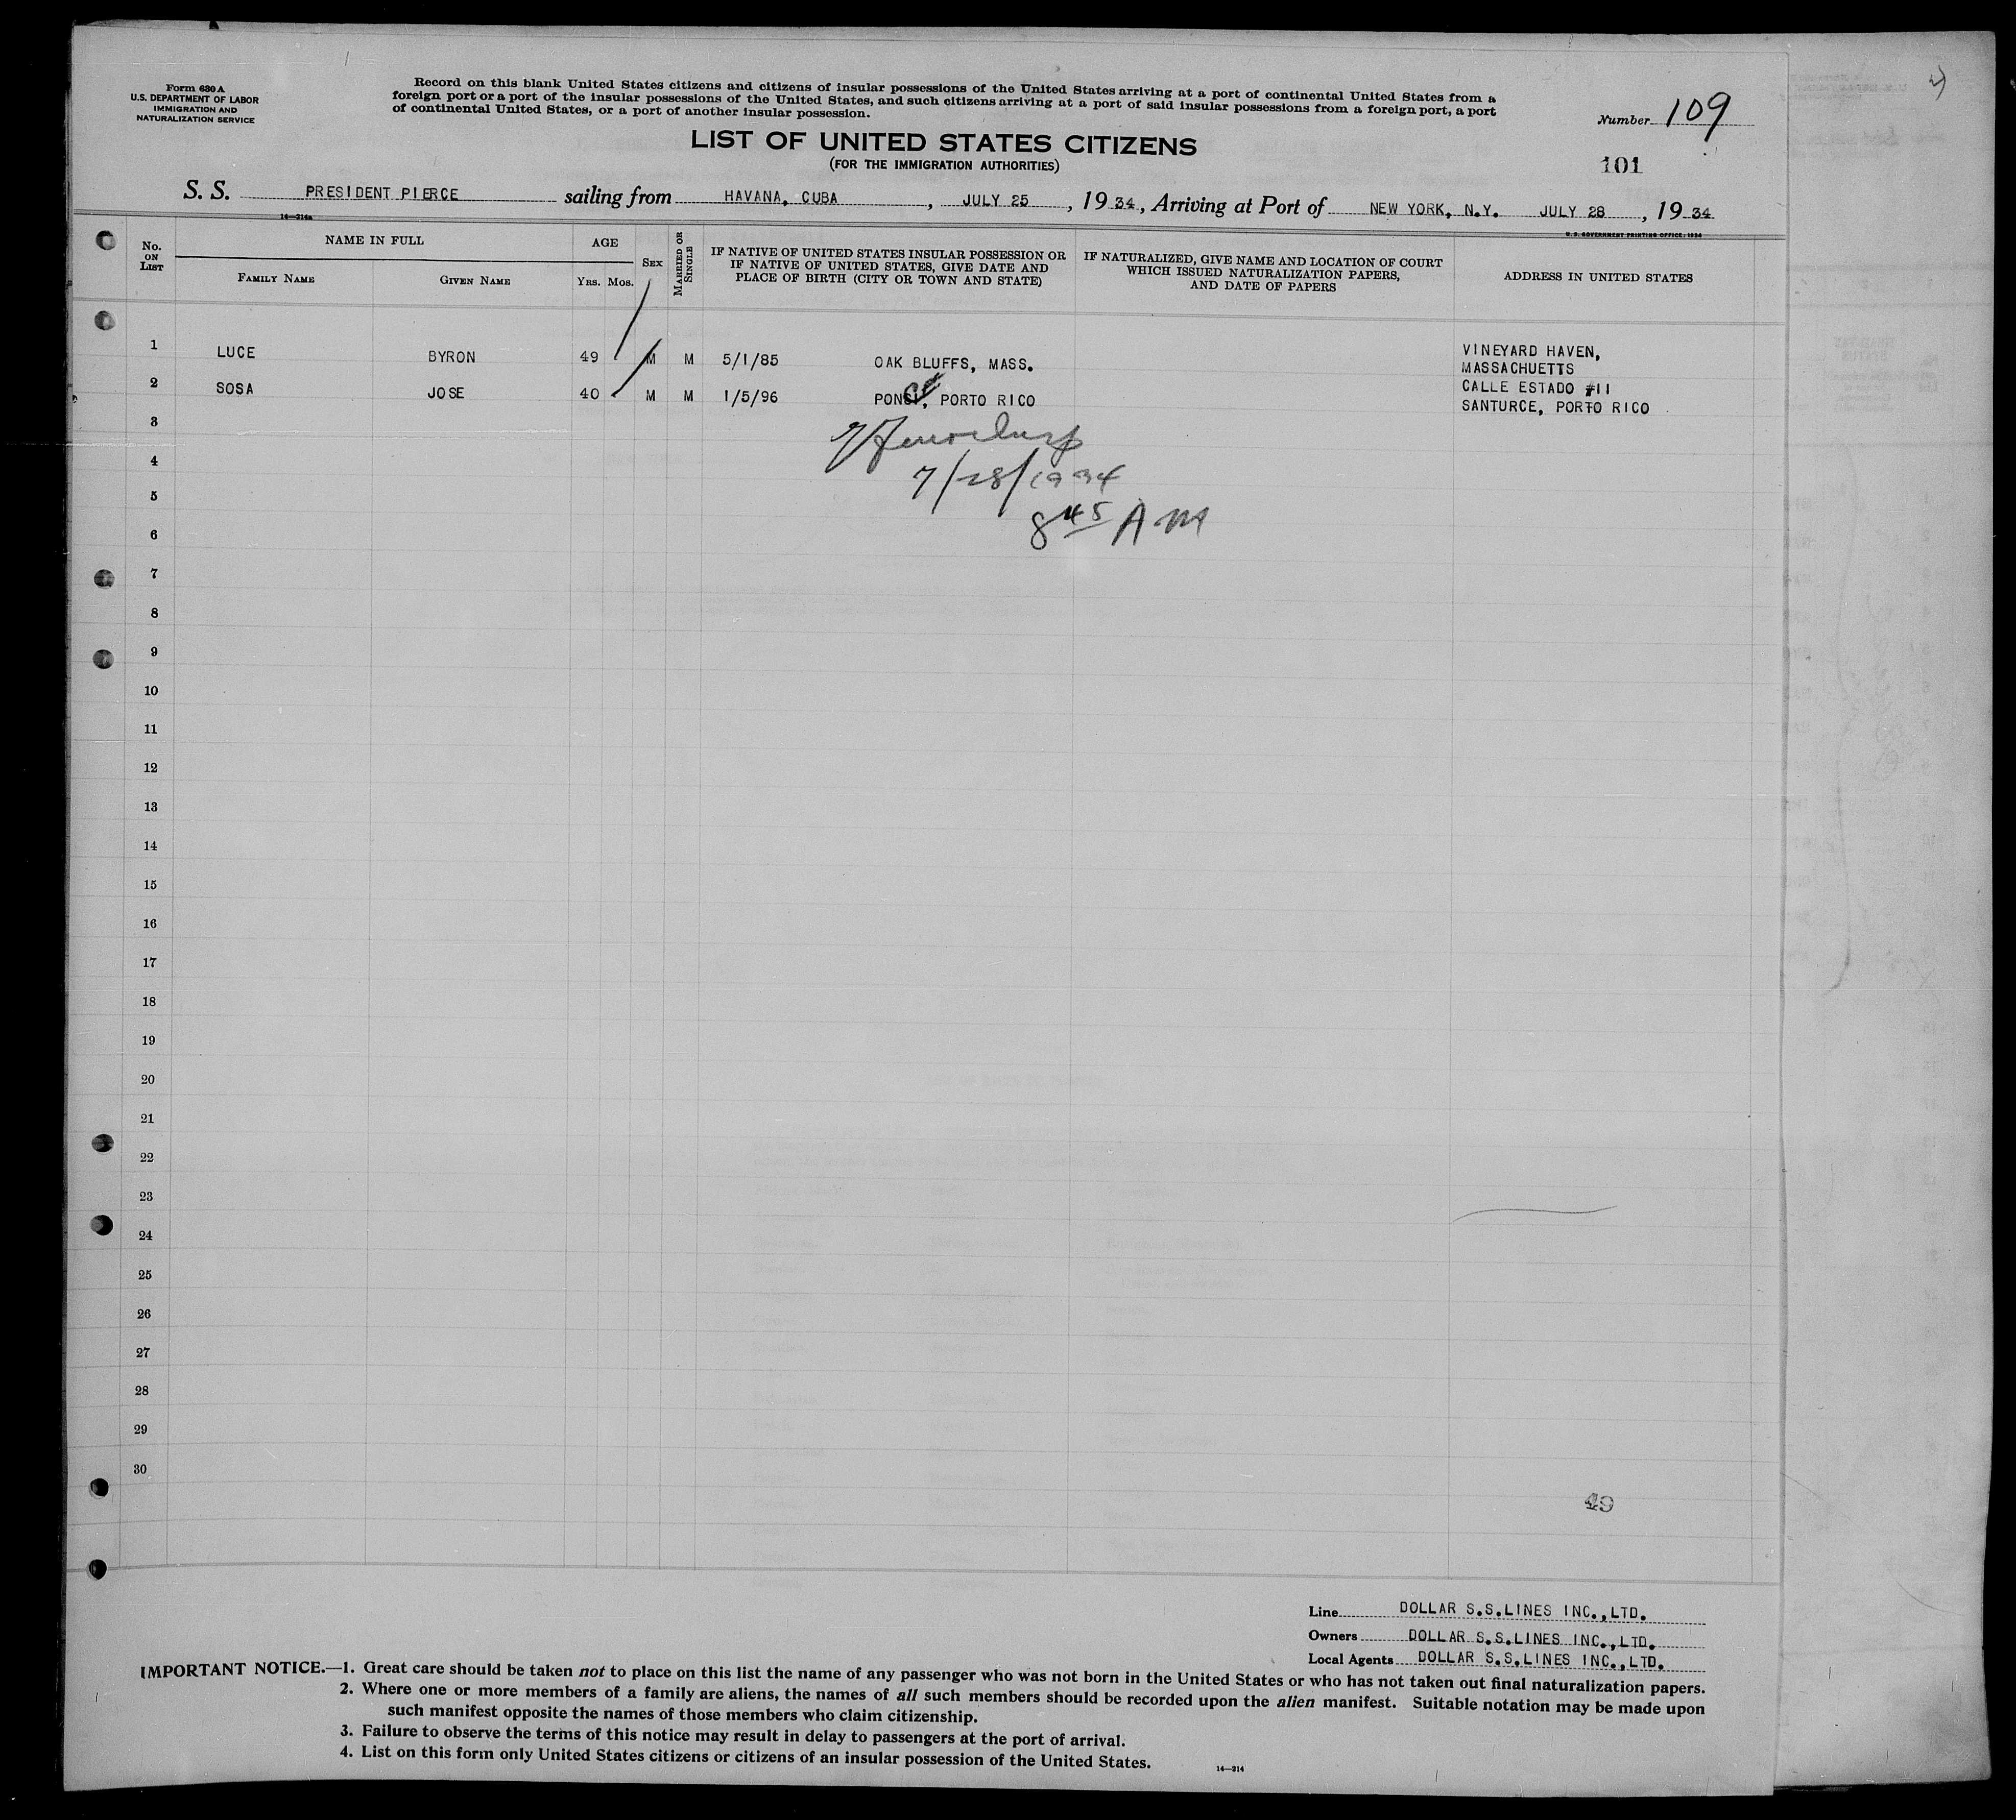 Form 630 A
U.S. DEPARTMENT OF LABOR
IMMIGRATION AND
NATURALIZATION SERVICE
Record on this blank United States citizens and citizens of insular possessions of the United States arriving at a port of continental United States from a
foreign port or a port of the insular possessions of the United States, and such citizens arriving at a port of said insular possessions from a foreign port, a port
of continental United States, or a port of another insular possession.
Number 109
LIST OF UNITED STATES CITIZENS
(FOR THE IMMIGRATION AUTHORITIES)
101
S. S. PRESIDENT PIERCE sailing from HAVANA, CUBA, JULY 25, 1934, Arriving at Port of NEW YORK, N.Y. JULY 28, 1934
14—214a
U.S. GOVERNMENT PRINTING OFFICE: 1934
No. ON LIST
NAME IN FULL
FAMILY NAME
GIVEN NAME
AGE
YRS. MOS.
SEX
MARRIED OR SINGLE
IF NATIVE OF UNITED STATES INSULAR POSSESSION OR
IF NATIVE OF UNITED STATES, GIVE DATE AND
PLACE OF BIRTH (CITY OR TOWN AND STATE)
IF NATURALIZED, GIVE NAME AND LOCATION OF COURT
WHICH ISSUED NATURALIZATION PAPERS,
AND DATE OF PAPERS
ADDRESS IN UNITED STATES
1 LUCE BYRON 49 M M 5/1/85 OAK BLUFFS, MASS. VINEYARD HAVEN,
MASSACHUETTS
2 SOSA JOSE 40 M M 1/5/96 PONCE, PORTO RICO CALLE ESTADO #11
SANTURCE, PORTO RICO
3
4
7/28/1934
5
8 45 AM
6
7
8
9
10
11
12
13
14
15
16
17
18
19
20
21
22
23
24
25
26
27
28
29
30
49
Line DOLLAR S.S.LINES INC.,LTD.
Owners DOLLAR S.S.LINES INC.,LTD.
Local Agents DOLLAR S.S.LINES INC.,LTD.
IMPORTANT NOTICE.—1. Great care should be taken not to place on this list the name of any passenger who was not born in the United States or who has not taken out final naturalization papers.
2. Where one or more members of a family are aliens, the names of all such members should be recorded upon the alien manifest. Suitable notation may be made upon
such manifest opposite the names of those members who claim citizenship.
3. Failure to observe the terms of this notice may result in delay to passengers at the port of arrival.
4. List on this form only United States citizens or citizens of an insular possession of the United States.
14—214